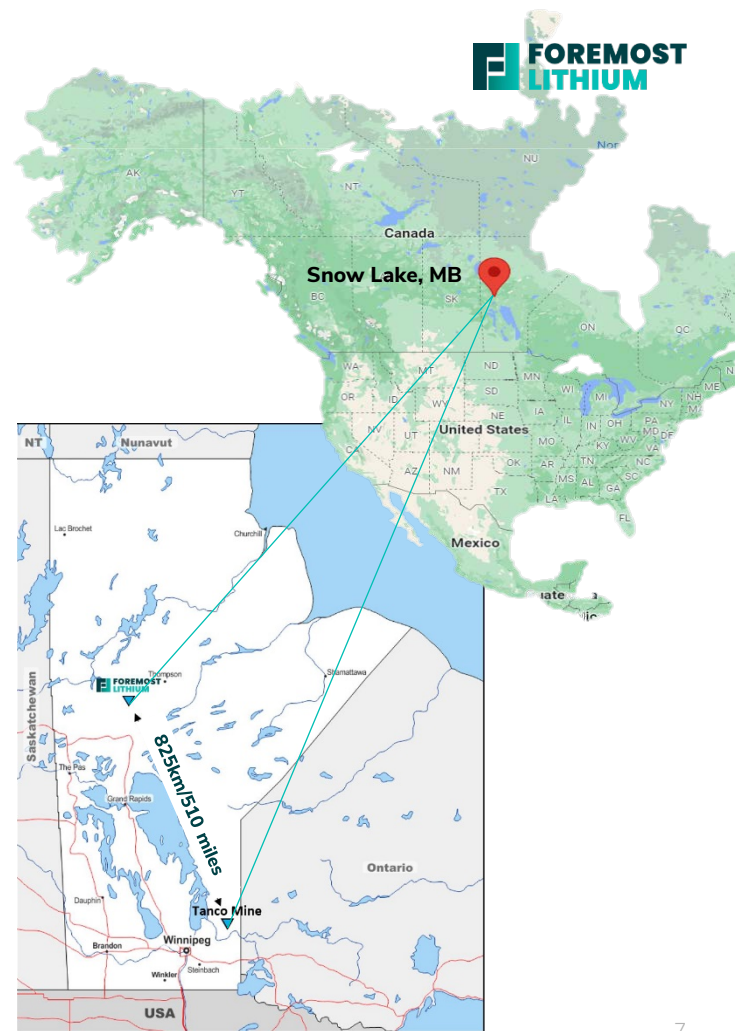 FOREMOST
LITHIUM
NU
AK
YT
NT
Canada
Snow Lake, MB
BC
SK
ON
QC
WA
MT
ND
MN
OR
ID
SD
WI
MI
ME
WY
NY
NH
NE
IA
NV
UT
United States
IL
IN
OH
PA
MD
DE
CA
MO
KY
WV
VA
AZ
NM
OK
AR
TN
NC
SC
MS
AL
GA
TX
LA
FL
Mexico
NT
Nunavut
Lac Brochet
Churchill
Saskatchewan
FOREMOST
LITHIUM
Thompson
Shamattawa
825km/510 miles
The Pas
Grand Rapids
Ontario
Dauphin
Tanco Mine
Winnipeg
Brandon
Steinbach
Winkler
USA